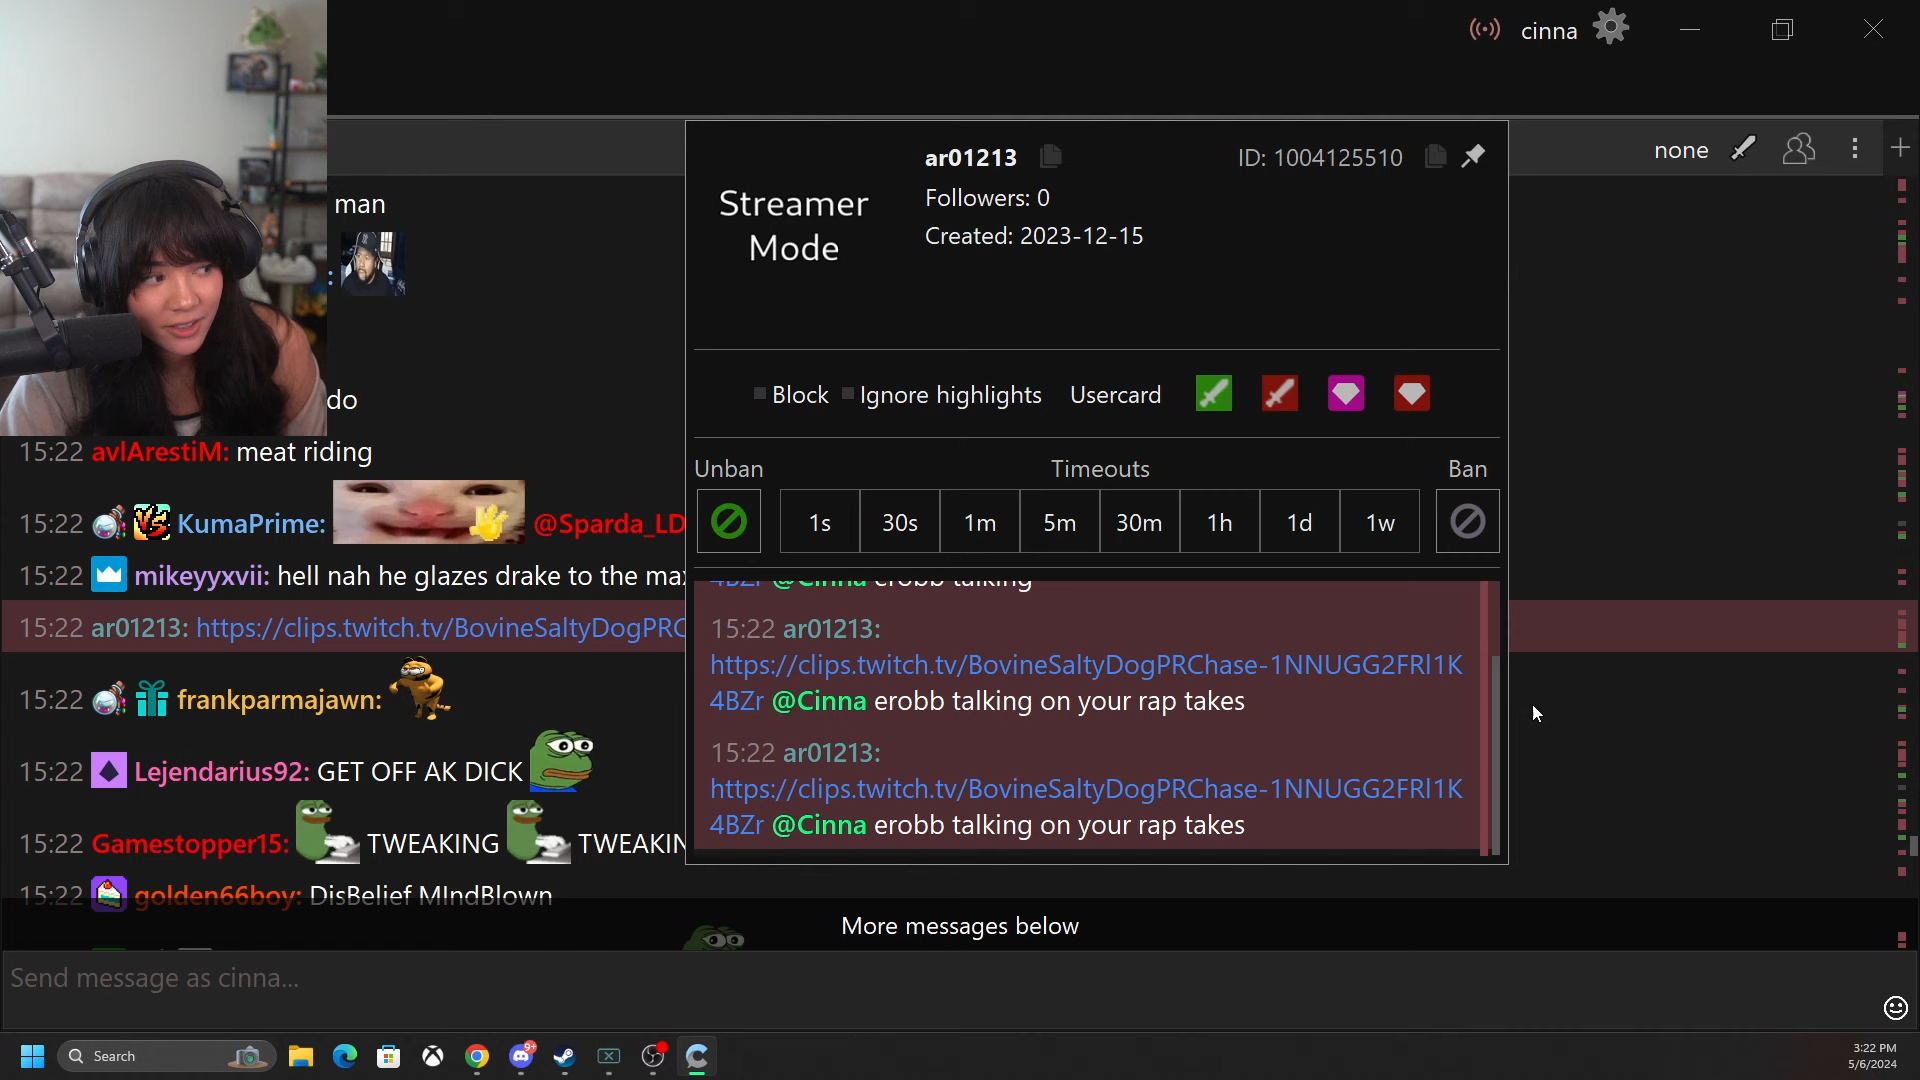 cinna
ar01213
ID: 1004125510
none
Streamer
Mode
Followers: 0
Created: 2023-12-15
man
:
do
Block
Ignore highlights
Usercard
Unban
Timeouts
Ban
1s
30s
1m
5m
30m
1h
1d
1w
15:22 avlArestiM: meat riding
15:22 KumaPrime: @Sparda_LD
15:22 mikeyyxvii: hell nah he glazes drake to the max
15:22 ar01213: https://clips.twitch.tv/BovineSaltyDogPRC
15:22 frankparmajawn:
15:22 Lejendarius92: GET OFF AK DICK
15:22 Gamestopper15: TWEAKING TWEAKIN
15:22 golden66boy: DisBelief MIndBlown
4BZr @Cinna erobb talking
15:22 ar01213:
https://clips.twitch.tv/BovineSaltyDogPRChase-1NNUGG2FRl1K
4BZr @Cinna erobb talking on your rap takes
15:22 ar01213:
https://clips.twitch.tv/BovineSaltyDogPRChase-1NNUGG2FRl1K
4BZr @Cinna erobb talking on your rap takes
More messages below
Send message as cinna...
Search
9+
3:22 PM
5/6/2024